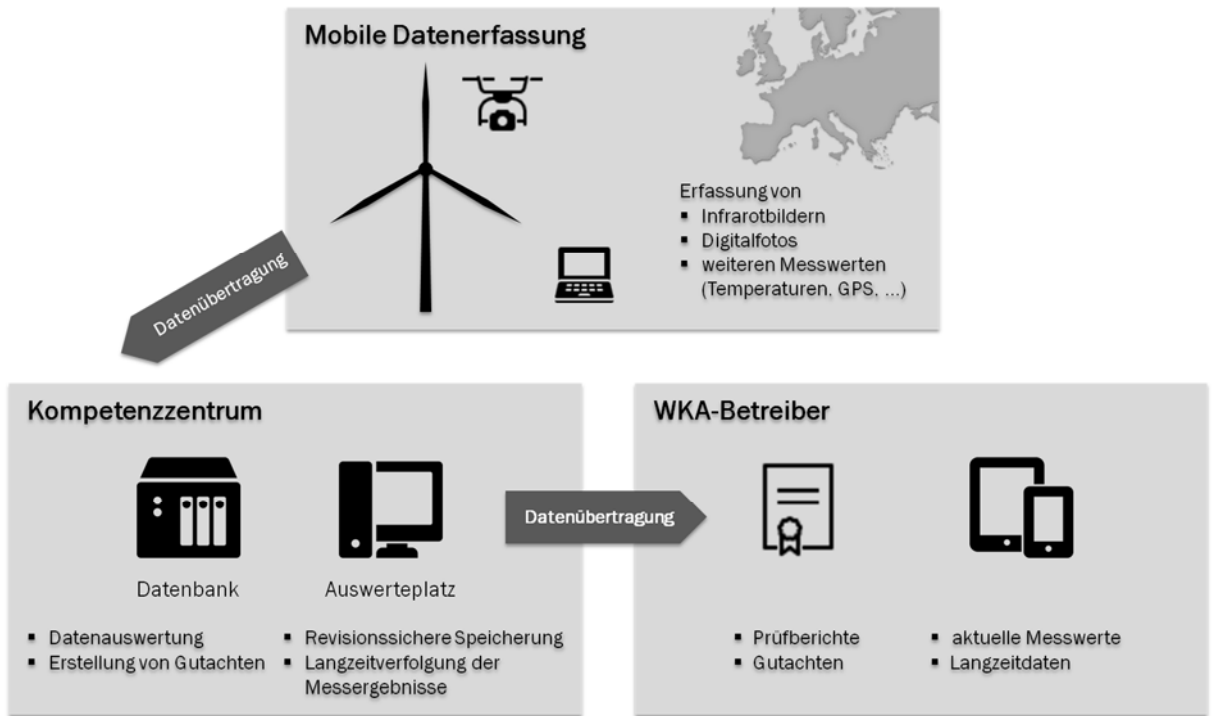 Mobile Datenerfassung
Erfassung von
▪ Infrarotbildern
▪ Digitalfotos
▪ weiteren Messwerten
(Temperaturen, GPS, ...)
Datenübertragung
Kompetenzzentrum
Datenbank
Auswerteplatz
▪ Datenauswertung
▪ Erstellung von Gutachten
▪ Revisionssichere Speicherung
▪ Langzeitverfolgung der
Messergebnisse
Datenübertragung
WKA-Betreiber
▪ Prüfberichte
▪ Gutachten
▪ aktuelle Messwerte
▪ Langzeitdaten